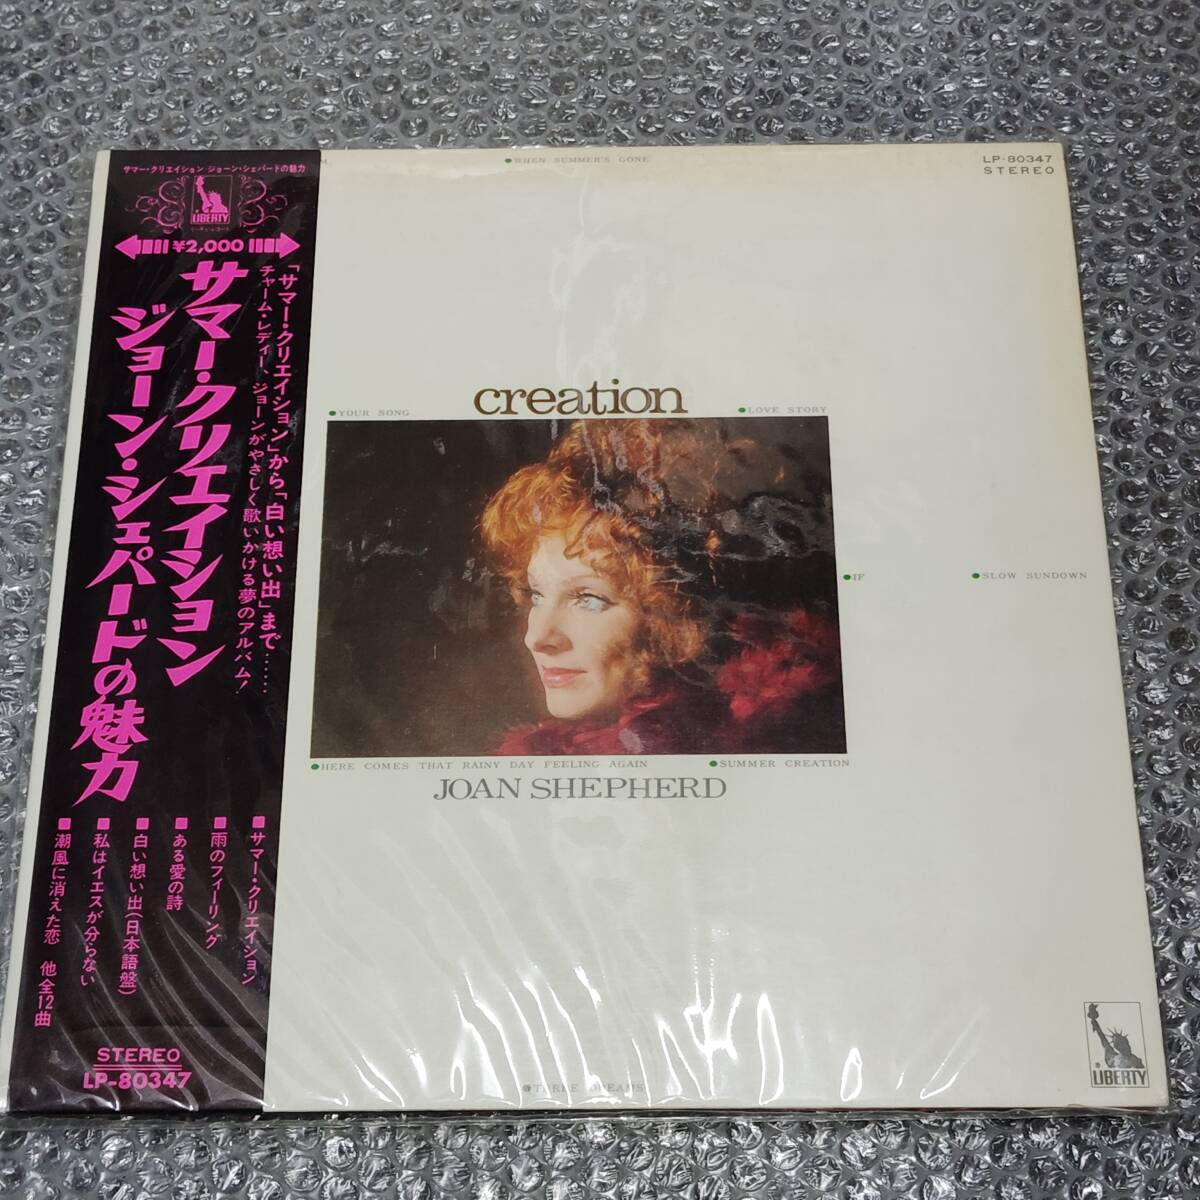 サマー・クリエイション ジョーン・シェパードの魅力
LIBERTY
¥2,000
サマー・クリエイション
ジョーン・シェパードの魅力
「サマー・クリエイション」から「白い想い出」まで……
チャーム・レディー、ジョーンがやさしく歌いかける夢のアルバム!
■サマー・クリエイション
■雨のフィーリング
■ある愛の詩
■白い想い出(日本語盤)
■私はイエスが分らない
■潮風に消えた恋 他全12曲
STEREO
LP-80347
●WHEN SUMMER'S GONE
LP-80347
STEREO
creation
●YOUR SONG
●LOVE STORY
●IF
●SLOW SUNDOWN
●HERE COMES THAT RAINY DAY FEELING AGAIN
●SUMMER CREATION
JOAN SHEPHERD
●THREE DREAMS
LIBERTY